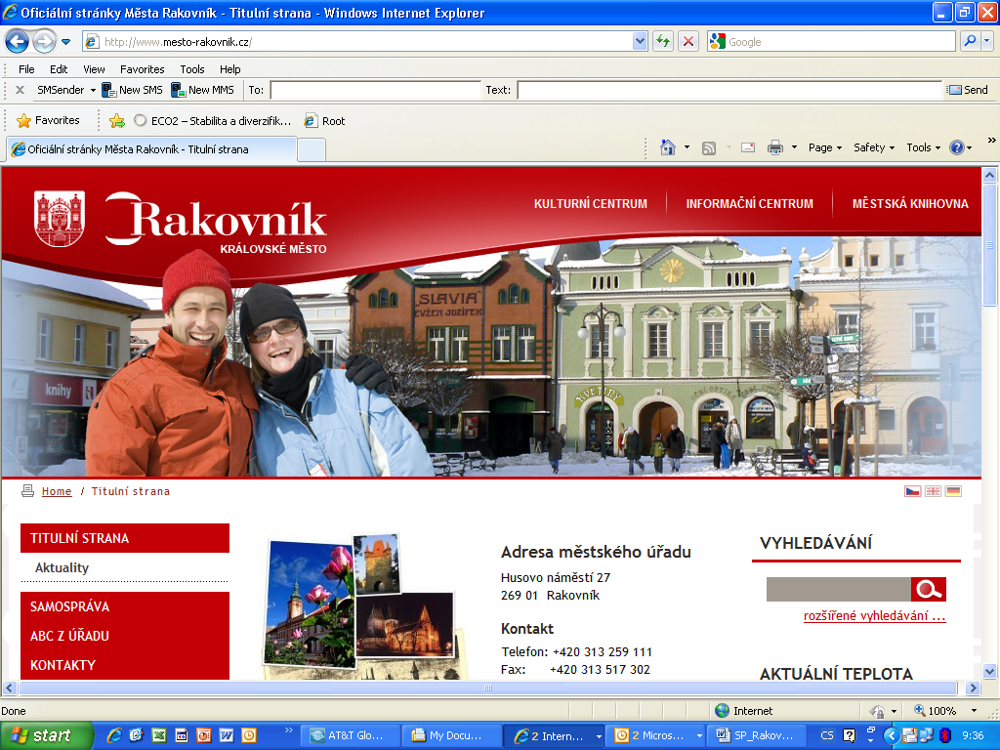 Oficiální stránky Města Rakovník - Titulní strana - Windows Internet Explorer
http://www.mesto-rakovnik.cz/
Google
File Edit View Favorites Tools Help
SMSender New SMS New MMS To: Text: Send
Favorites ECO2 – Stabilita a diverzifik... Root
Oficiální stránky Města Rakovník - Titulní strana
Page Safety Tools
Rakovník
KRÁLOVSKÉ MĚSTO
KULTURNÍ CENTRUM INFORMAČNÍ CENTRUM MĚSTSKÁ KNIHOVNA
SLAVIA
EVŽEN JOZÍFEK
knihy
KVĚTINY
Home / Titulní strana
TITULNÍ STRANA
Aktuality
SAMOSPRÁVA
ABC Z ÚŘADU
KONTAKTY
Adresa městského úřadu
Husovo náměstí 27
269 01 Rakovník
Kontakt
Telefon: +420 313 259 111
Fax: +420 313 517 302
VYHLEDÁVÁNÍ
rozšířené vyhledávání ...
AKTUÁLNÍ TEPLOTA
Done Internet 100%
start AT&T Glo... My Docu... 2 Intern... 2 Micros... SP_Rakov... CS 9:36